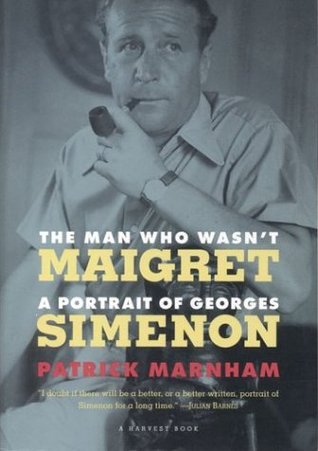 THE MAN WHO WASN'T
MAIGRET
A PORTRAIT OF GEORGES
SIMENON
PATRICK MARNHAM
"I doubt if there will be a better, or a better written, portrait of
Simenon for a long time." —JULIAN BARNES
A HARVEST BOOK